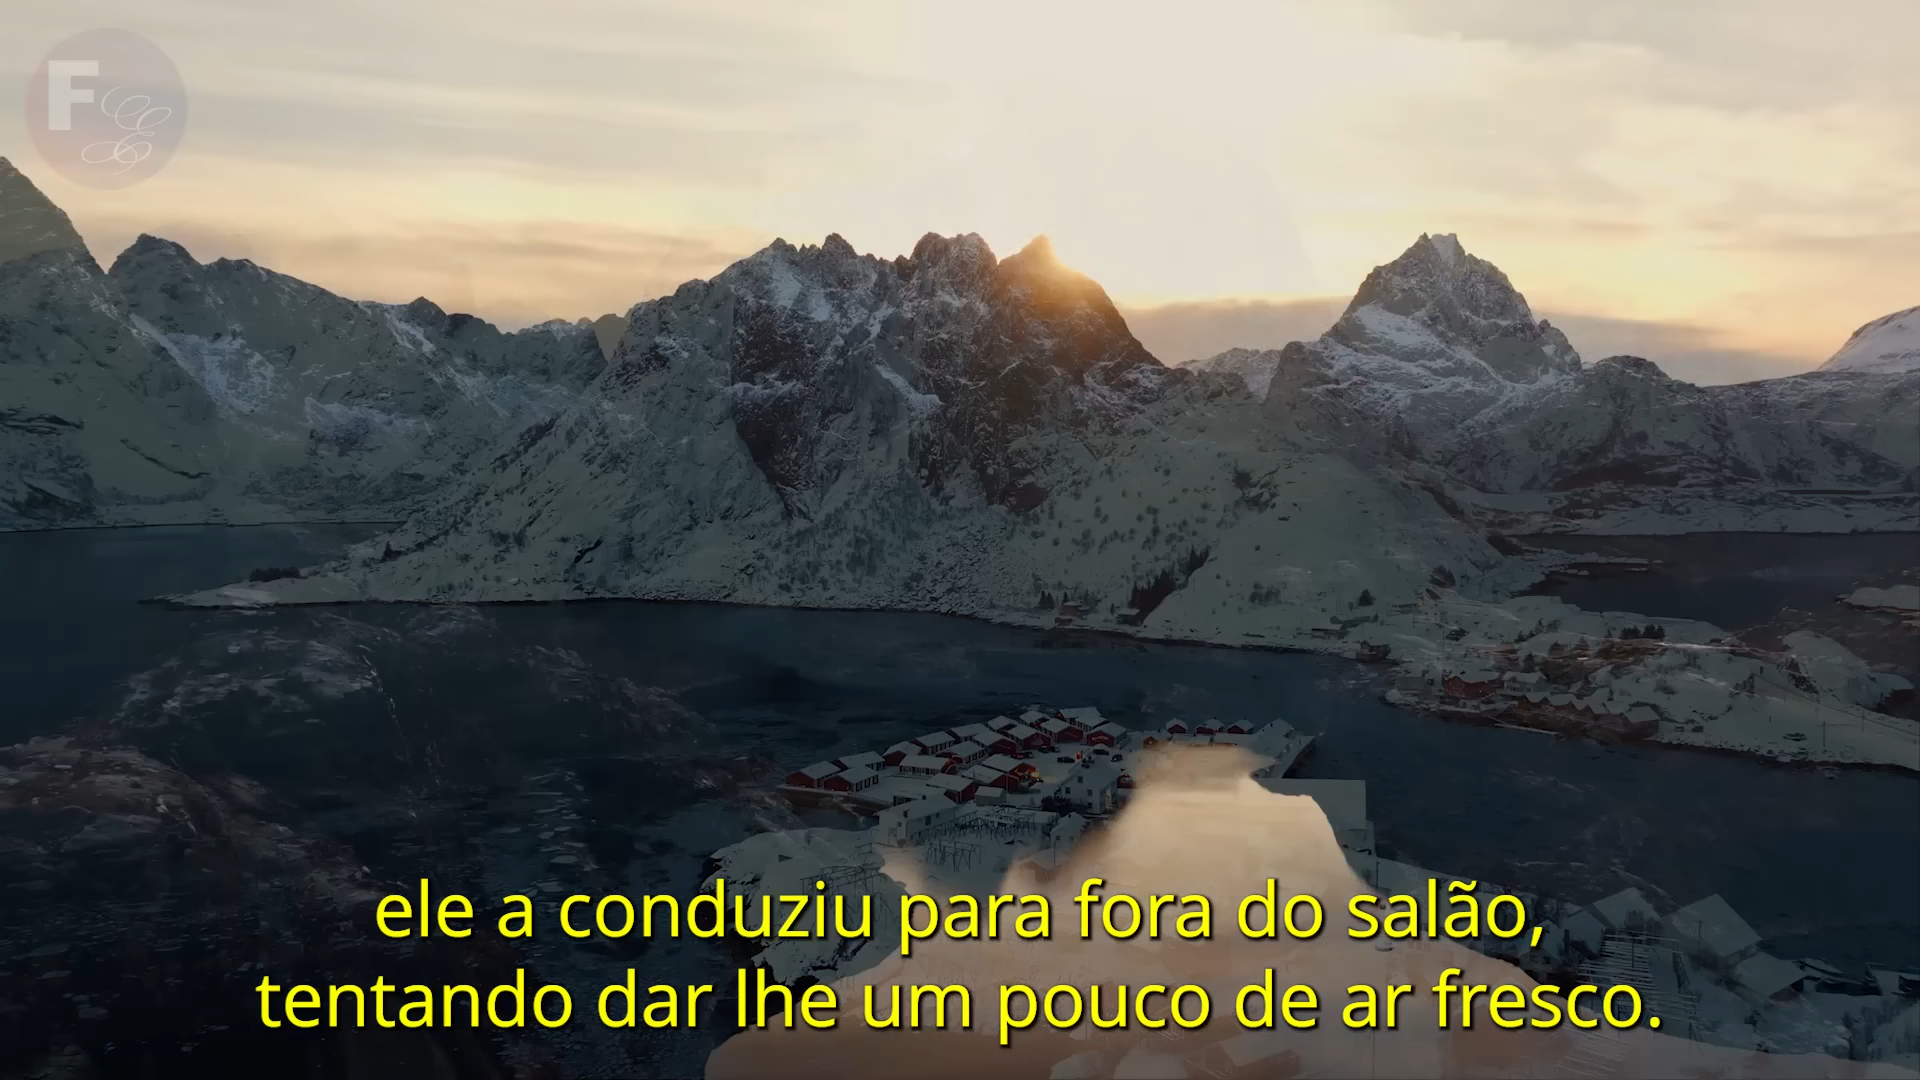 F E
ele a conduziu para fora do salão,
tentando dar lhe um pouco de ar fresco.